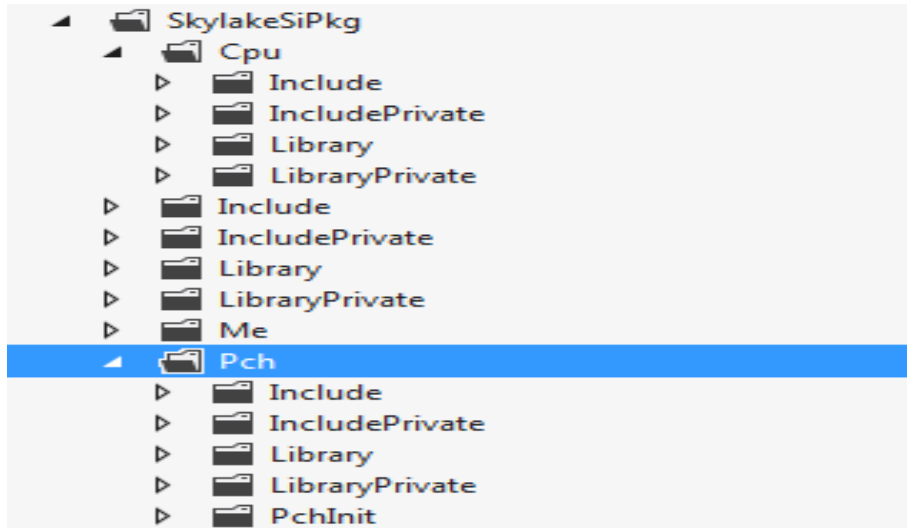 SkylakeSiPkg
Cpu
Include
IncludePrivate
Library
LibraryPrivate
Include
IncludePrivate
Library
LibraryPrivate
Me
Pch
Include
IncludePrivate
Library
LibraryPrivate
PchInit